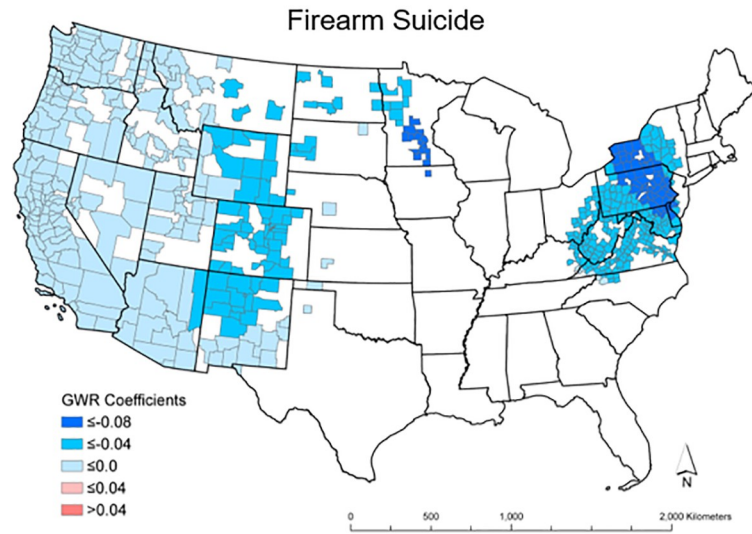 Firearm Suicide
GWR Coefficients
≤-0.08
≤-0.04
≤0.0
≤0.04
>0.04
N
0 500 1,000 2,000 Kilometers